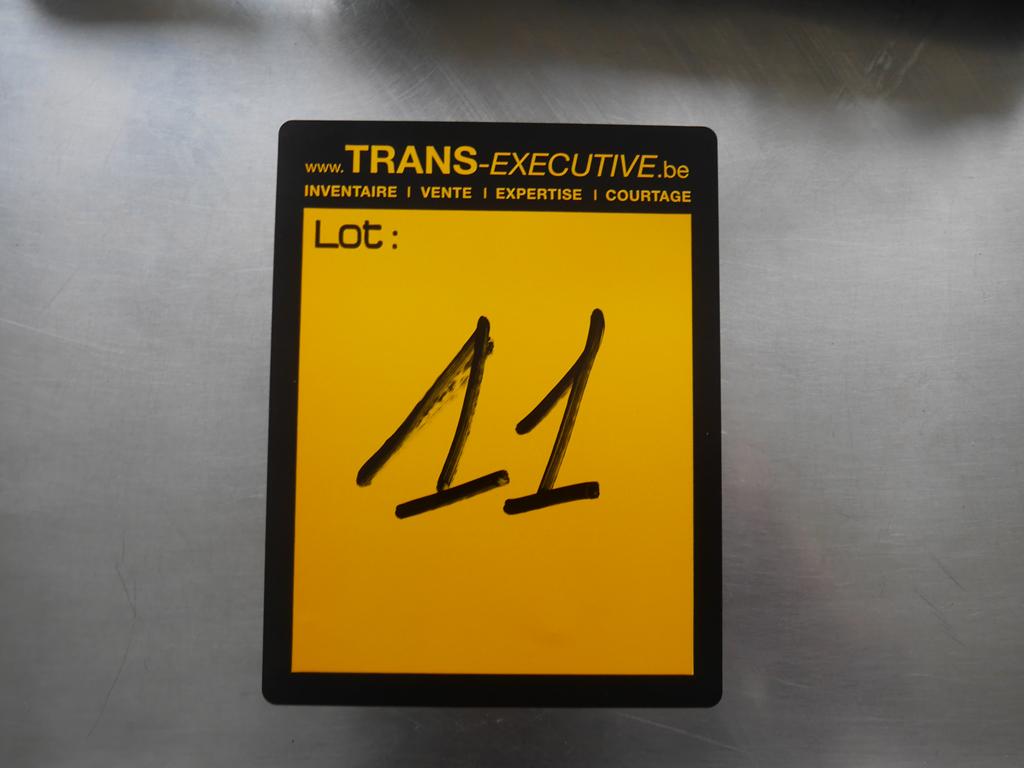 www.TRANS-EXECUTIVE.be
INVENTAIRE | VENTE | EXPERTISE | COURTAGE
Lot:
11